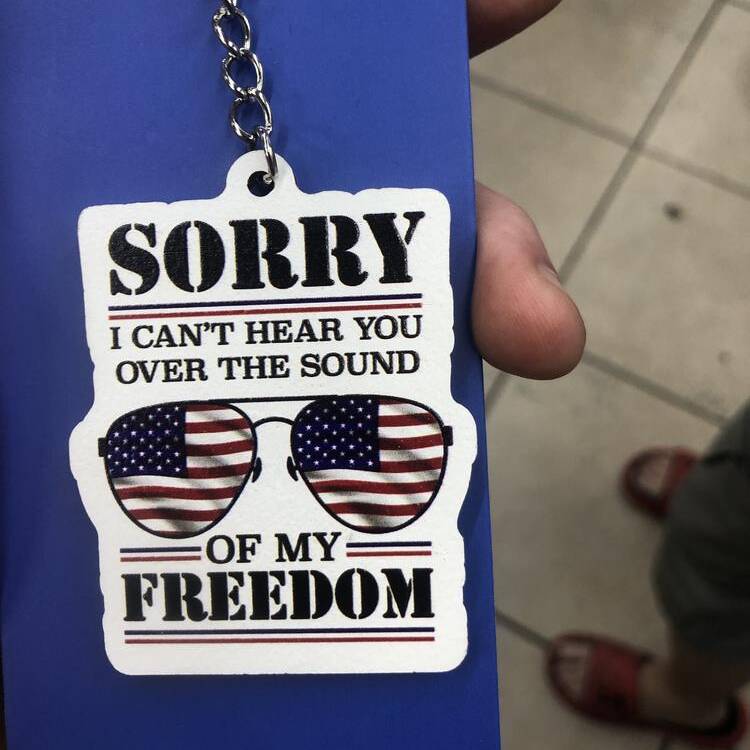 SORRY
I CAN'T HEAR YOU
OVER THE SOUND
OF MY
FREEDOM